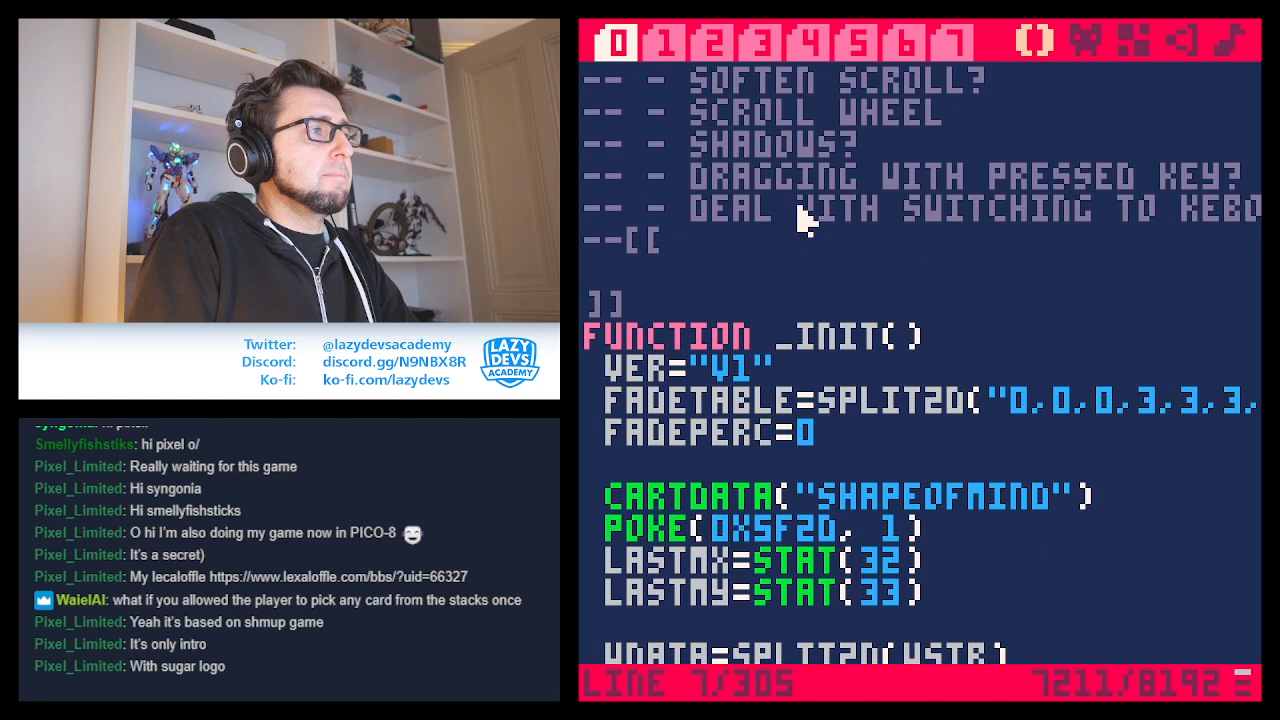 Twitter: @lazydevsacademy
Discord: discord.gg/N9NBX8R
Ko-fi: ko-fi.com/lazydevs
LAZY DEVS ACADEMY
Smellyfishstiks: hi pixel o/
Pixel_Limited: Really waiting for this game
Pixel_Limited: Hi syngonia
Pixel_Limited: Hi smellyfishsticks
Pixel_Limited: O hi I'm also doing my game now in PICO-8
Pixel_Limited: It's a secret)
Pixel_Limited: My lecaloffle https://www.lexaloffle.com/bbs/?uid=66327
WaielAI: what if you allowed the player to pick any card from the stacks once
Pixel_Limited: Yeah it's based on shmup game
Pixel_Limited: It's only intro
Pixel_Limited: With sugar logo
0 1 2 3 4 5 6 7 ()
-- - SOFTEN SCROLL?
-- - SCROLL WHEEL
-- - SHADOWS?
-- - DRAGGING WITH PRESSED KEY?
-- - DEAL WITH SWITCHING TO KEBO
--[[
]]
FUNCTION _INIT()
VER="V1"
FADETABLE=SPLIT2D("0,0,0,3,3,3,
FADEPERC=0
CARTDATA("SHAPEOFMIND")
POKE(0X5F2D, 1)
LASTMX=STAT(32)
LASTMY=STAT(33)
LINE 7/305 7211/8192